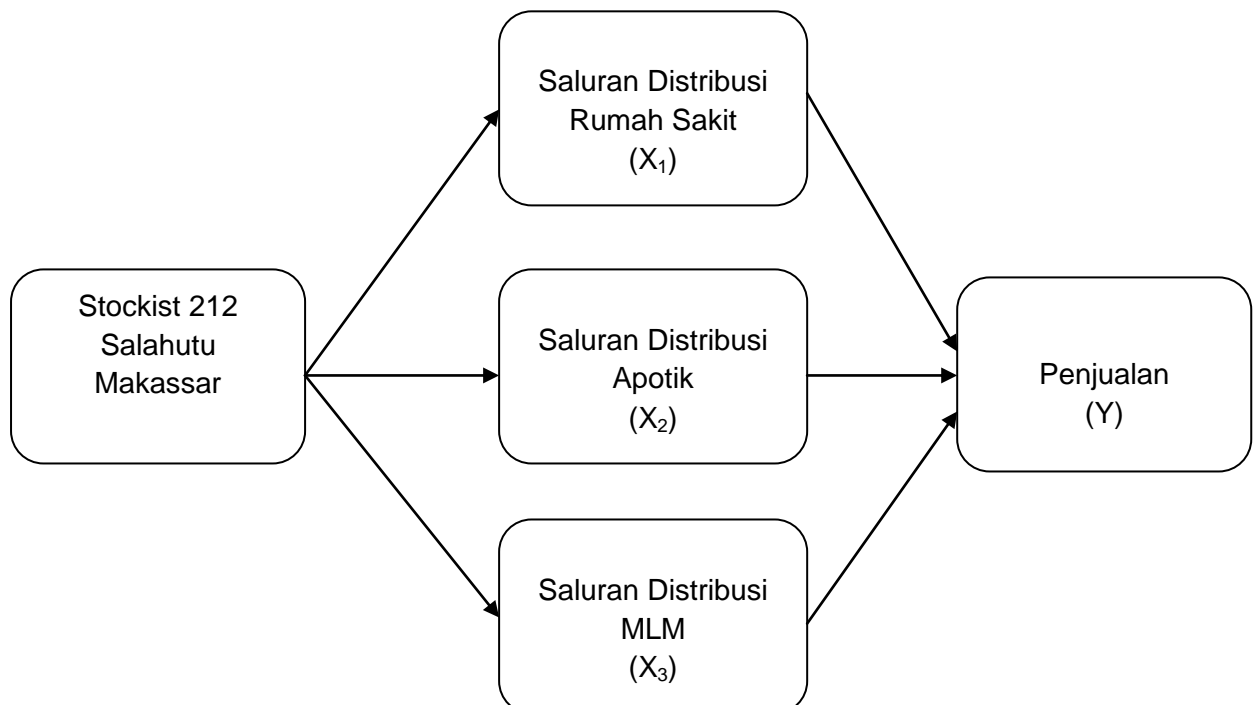 Stockist 212
Salahutu
Makassar
Saluran Distribusi
Rumah Sakit
(X₁)
Saluran Distribusi
Apotik
(X₂)
Saluran Distribusi
MLM
(X₃)
Penjualan
(Y)